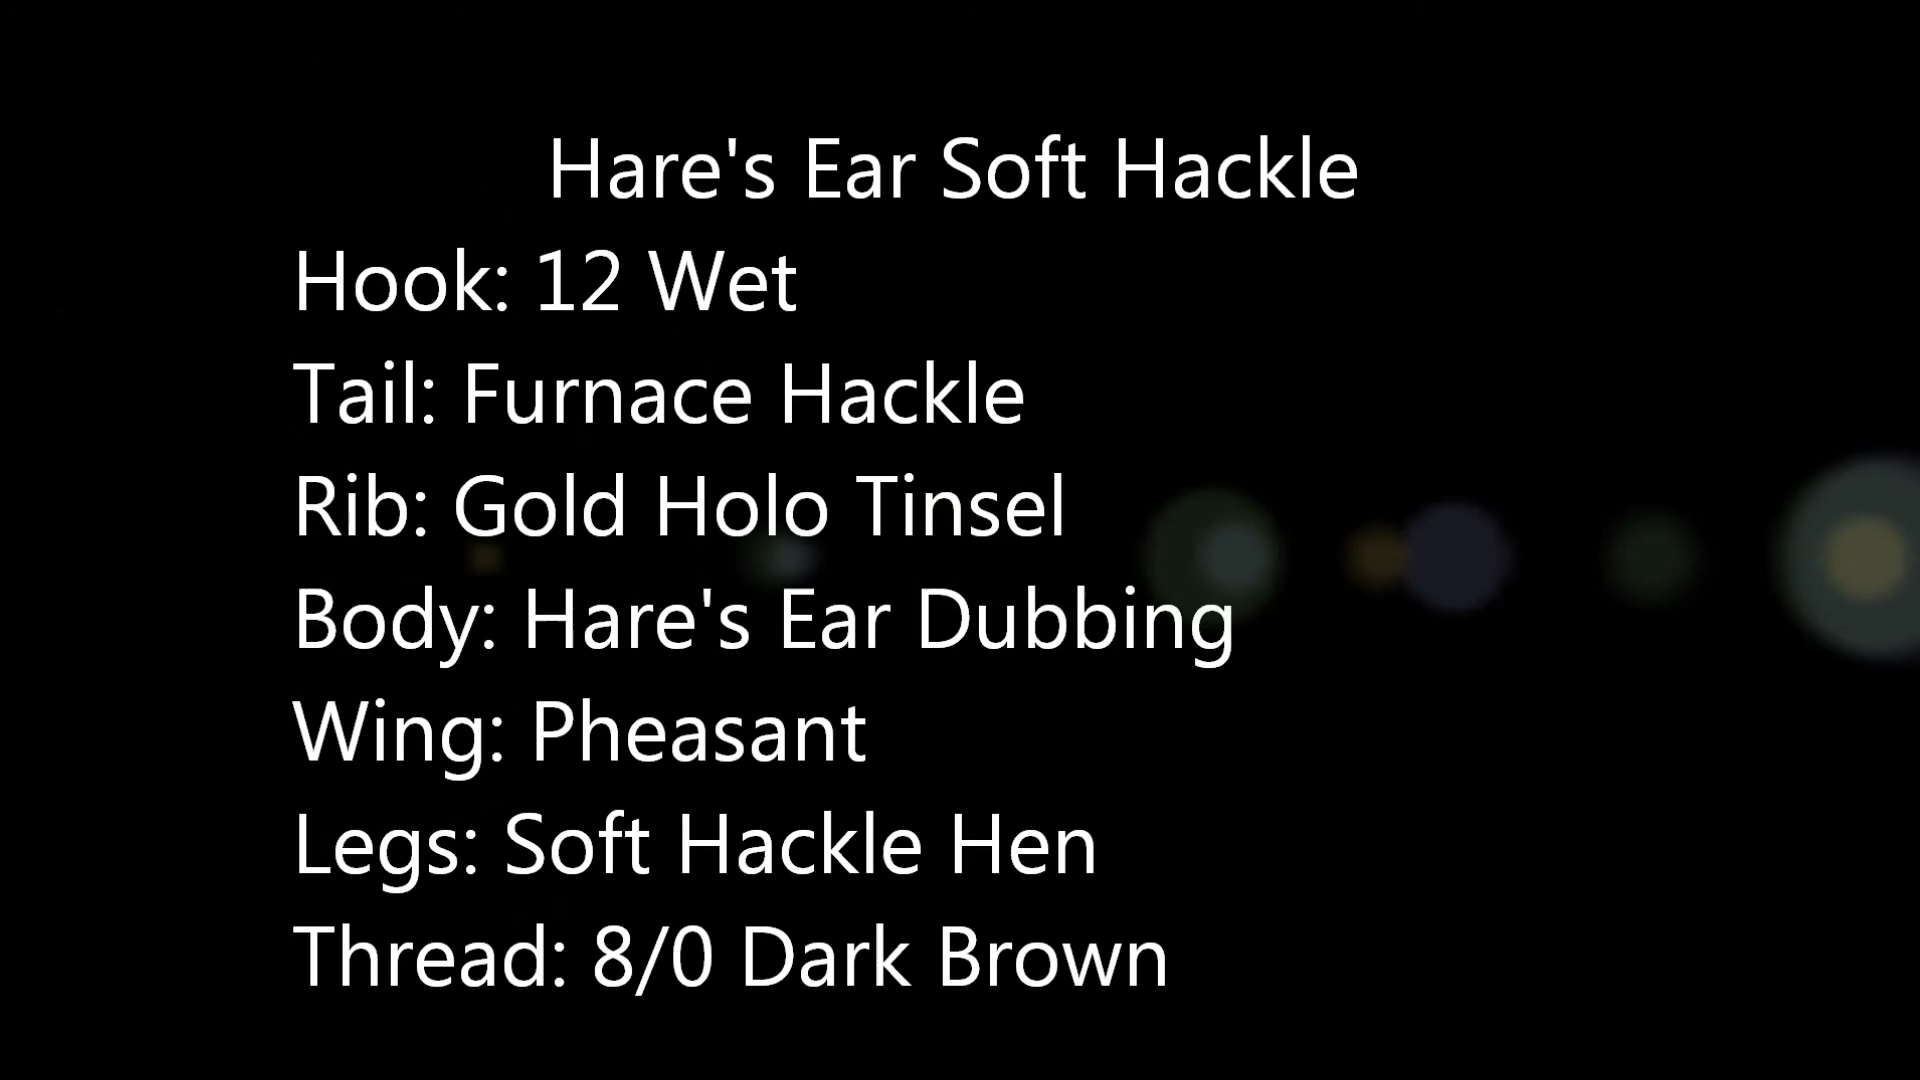 Hare's Ear Soft Hackle
Hook: 12 Wet
Tail: Furnace Hackle
Rib: Gold Holo Tinsel
Body: Hare's Ear Dubbing
Wing: Pheasant
Legs: Soft Hackle Hen
Thread: 8/0 Dark Brown